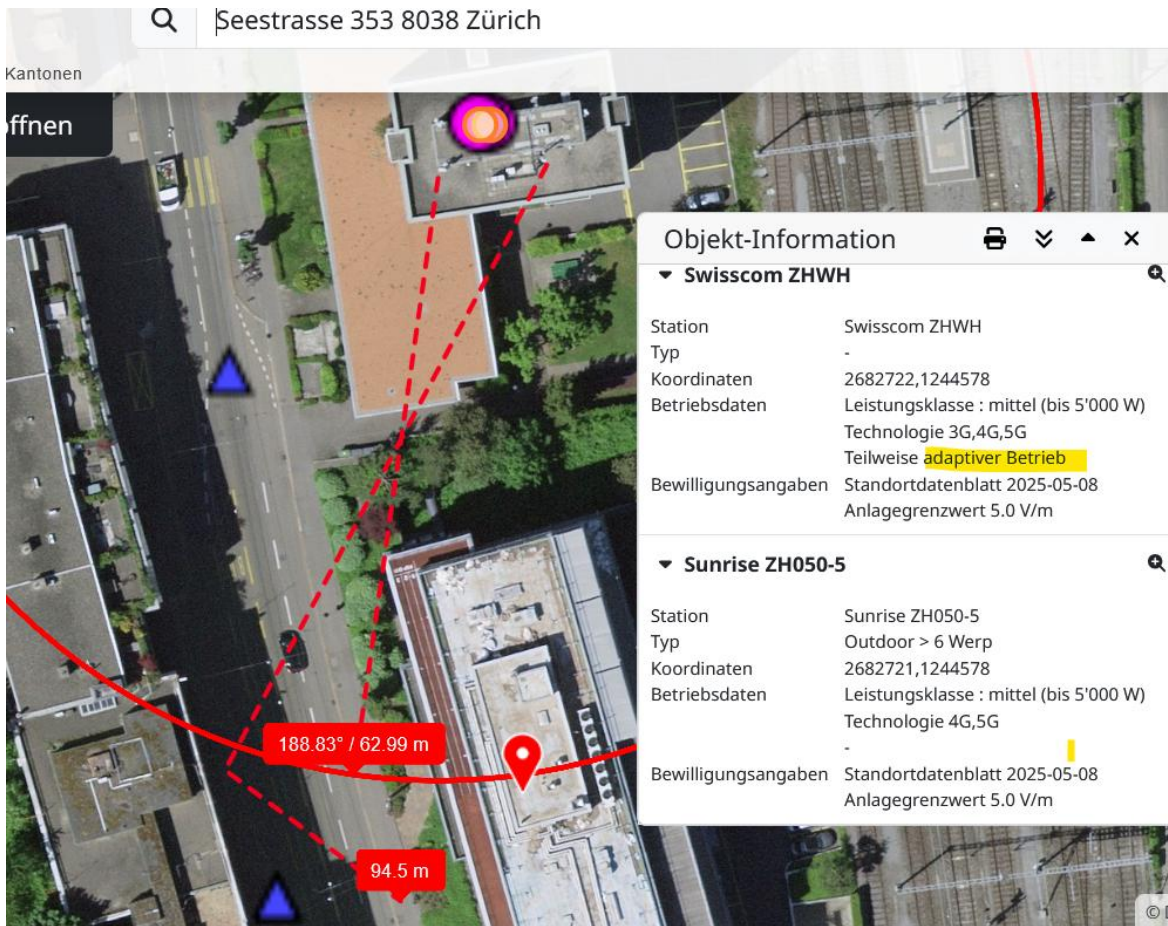 Seestrasse 353 8038 Zürich
Kantonen
ffnen
Objekt-Information
Swisscom ZHWH
Station Swisscom ZHWH
Typ -
Koordinaten 2682722,1244578
Betriebsdaten Leistungsklasse : mittel (bis 5'000 W)
Technologie 3G,4G,5G
Teilweise adaptiver Betrieb
Bewilligungsangaben Standortdatenblatt 2025-05-08
Anlagegrenzwert 5.0 V/m
Sunrise ZH050-5
Station Sunrise ZH050-5
Typ Outdoor > 6 Werp
Koordinaten 2682721,1244578
Betriebsdaten Leistungsklasse : mittel (bis 5'000 W)
Technologie 4G,5G
-
Bewilligungsangaben Standortdatenblatt 2025-05-08
Anlagegrenzwert 5.0 V/m
188.83° / 62.99 m
94.5 m
©